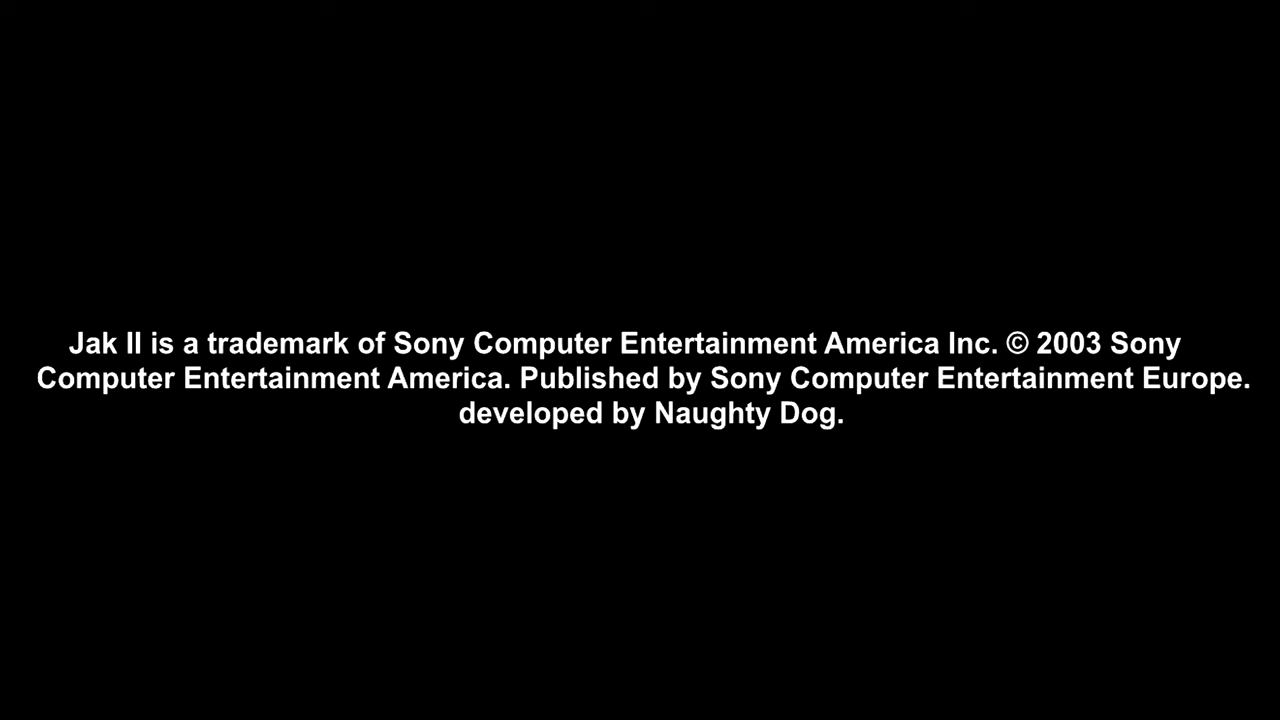 Jak II is a trademark of Sony Computer Entertainment America Inc. © 2003 Sony
Computer Entertainment America. Published by Sony Computer Entertainment Europe.
developed by Naughty Dog.